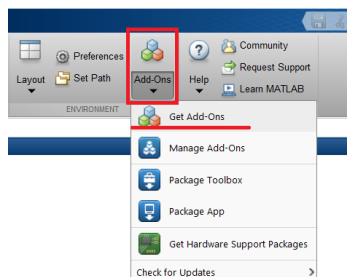 Preferences
Community
Request Support
Layout
Set Path
Add-Ons
Help
Learn MATLAB
ENVIRONMENT
Get Add-Ons
Manage Add-Ons
Package Toolbox
Package App
Get Hardware Support Packages
Check for Updates